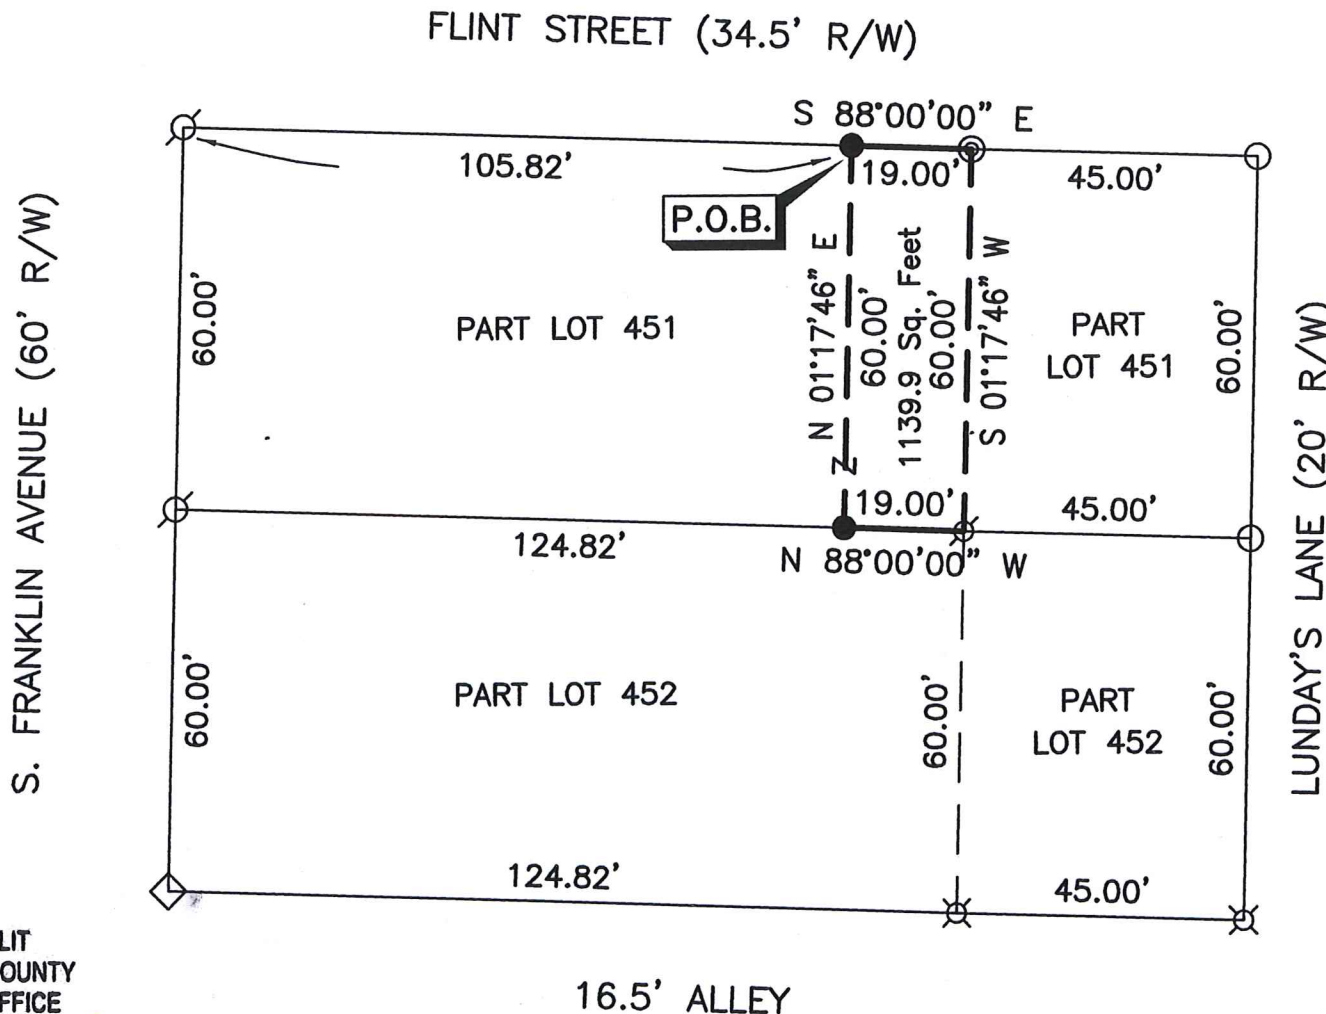 FLINT STREET (34.5' R/W)
S 88°00'00" E
105.82'
19.00'
45.00'
P.O.B.
S. FRANKLIN AVENUE (60' R/W)
60.00'
PART LOT 451
N 01°17'46" E
60.00'
1139.9 Sq. Feet
60.00'
S 01°17'46" W
PART
LOT 451
60.00'
LUNDAY'S LANE (20' R/W)
Z
19.00'
45.00'
124.82'
N 88°00'00" W
60.00'
PART LOT 452
60.00'
PART
LOT 452
60.00'
124.82'
45.00'
LIT
OUNTY
FFICE
16.5' ALLEY